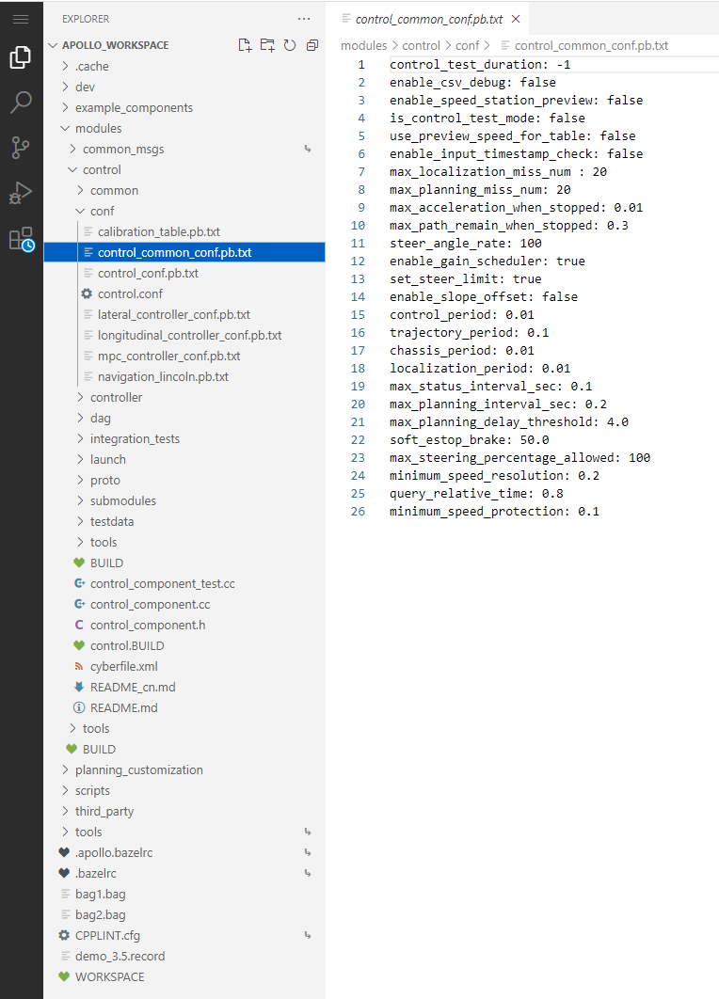 EXPLORER
APOLLO_WORKSPACE
.cache
dev
example_components
modules
common_msgs
control
common
conf
calibration_table.pb.txt
control_common_conf.pb.txt
control_conf.pb.txt
control.conf
lateral_controller_conf.pb.txt
longitudinal_controller_conf.pb.txt
mpc_controller_conf.pb.txt
navigation_lincoln.pb.txt
controller
dag
integration_tests
launch
proto
submodules
testdata
tools
BUILD
control_component_test.cc
control_component.cc
control_component.h
control.BUILD
cyberfile.xml
README_cn.md
README.md
tools
BUILD
planning_customization
scripts
third_party
tools
.apollo.bazelrc
.bazelrc
bag1.bag
bag2.bag
CPPLINT.cfg
demo_3.5.record
WORKSPACE
control_common_conf.pb.txt
modules > control > conf > control_common_conf.pb.txt
1 control_test_duration: -1
2 enable_csv_debug: false
3 enable_speed_station_preview: false
4 is_control_test_mode: false
5 use_preview_speed_for_table: false
6 enable_input_timestamp_check: false
7 max_localization_miss_num : 20
8 max_planning_miss_num: 20
9 max_acceleration_when_stopped: 0.01
10 max_path_remain_when_stopped: 0.3
11 steer_angle_rate: 100
12 enable_gain_scheduler: true
13 set_steer_limit: true
14 enable_slope_offset: false
15 control_period: 0.01
16 trajectory_period: 0.1
17 chassis_period: 0.01
18 localization_period: 0.01
19 max_status_interval_sec: 0.1
20 max_planning_interval_sec: 0.2
21 max_planning_delay_threshold: 4.0
22 soft_estop_brake: 50.0
23 max_steering_percentage_allowed: 100
24 minimum_speed_resolution: 0.2
25 query_relative_time: 0.8
26 minimum_speed_protection: 0.1